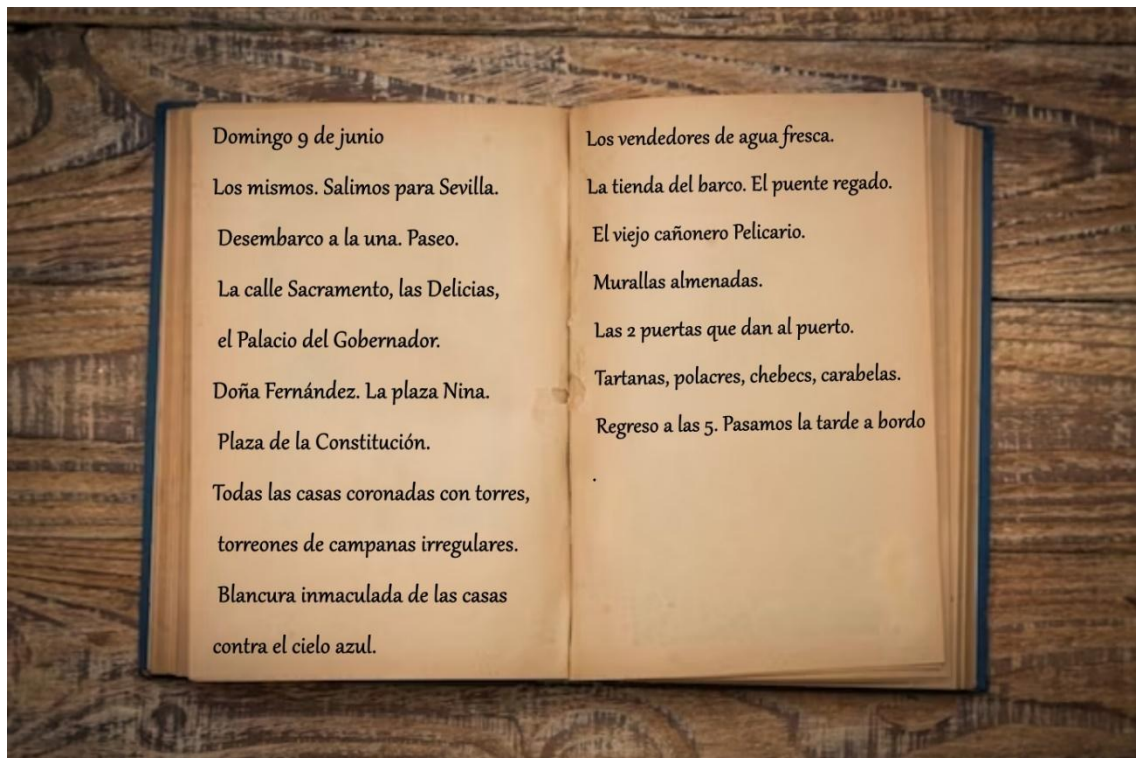 Domingo 9 de junio
Los mismos. Salimos para Sevilla.
Desembarco a la una. Paseo.
La calle Sacramento, las Delicias,
el Palacio del Gobernador.
Doña Fernández. La plaza Nina.
Plaza de la Constitución.
Todas las casas coronadas con torres,
torreones de campanas irregulares.
Blancura inmaculada de las casas
contra el cielo azul.
Los vendedores de agua fresca.
La tienda del barco. El puente regado.
El viejo cañonero Pelicario.
Murallas almenadas.
Las 2 puertas que dan al puerto.
Tartanas, polacres, chebecs, carabelas.
Regreso a las 5. Pasamos la tarde a bordo
.